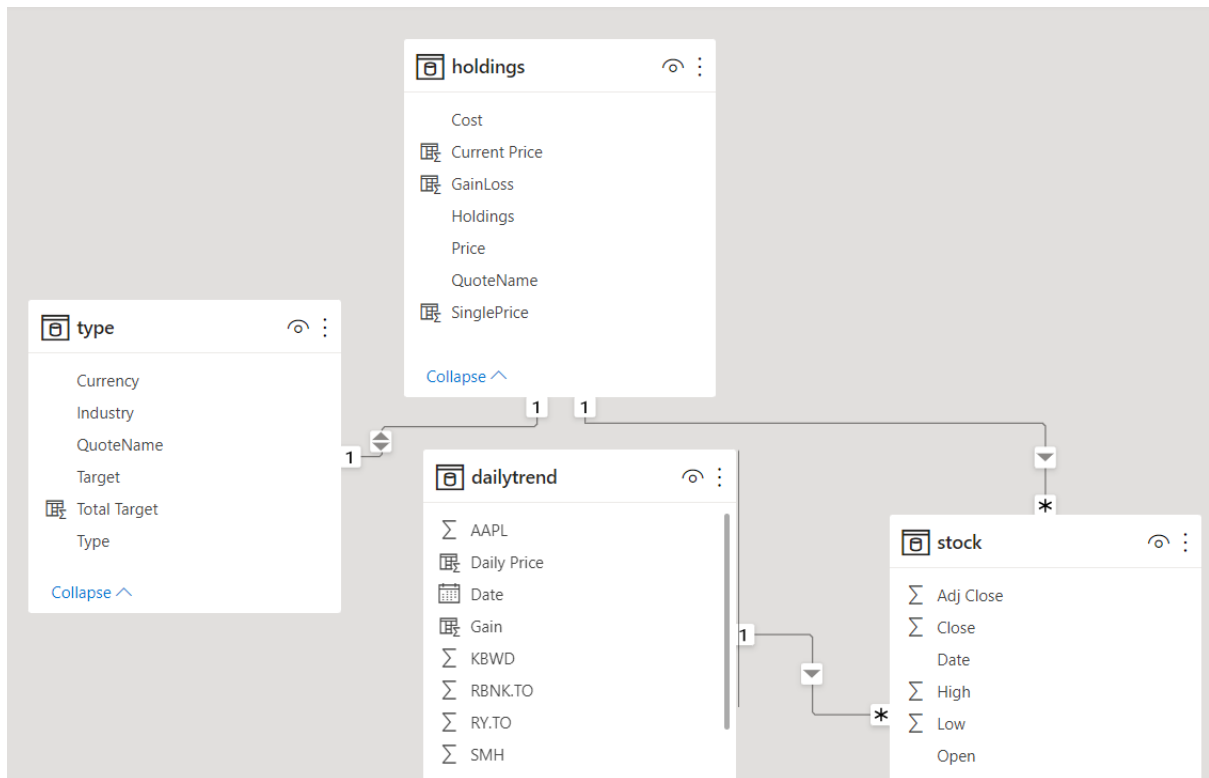 holdings
Cost
Current Price
GainLoss
Holdings
Price
QuoteName
SinglePrice
Collapse
type
Currency
Industry
QuoteName
Target
Total Target
Type
Collapse
1
1
1
dailytrend
AAPL
Daily Price
Date
Gain
KBWD
RBNK.TO
RY.TO
SMH
1
*
*
stock
Adj Close
Close
Date
High
Low
Open